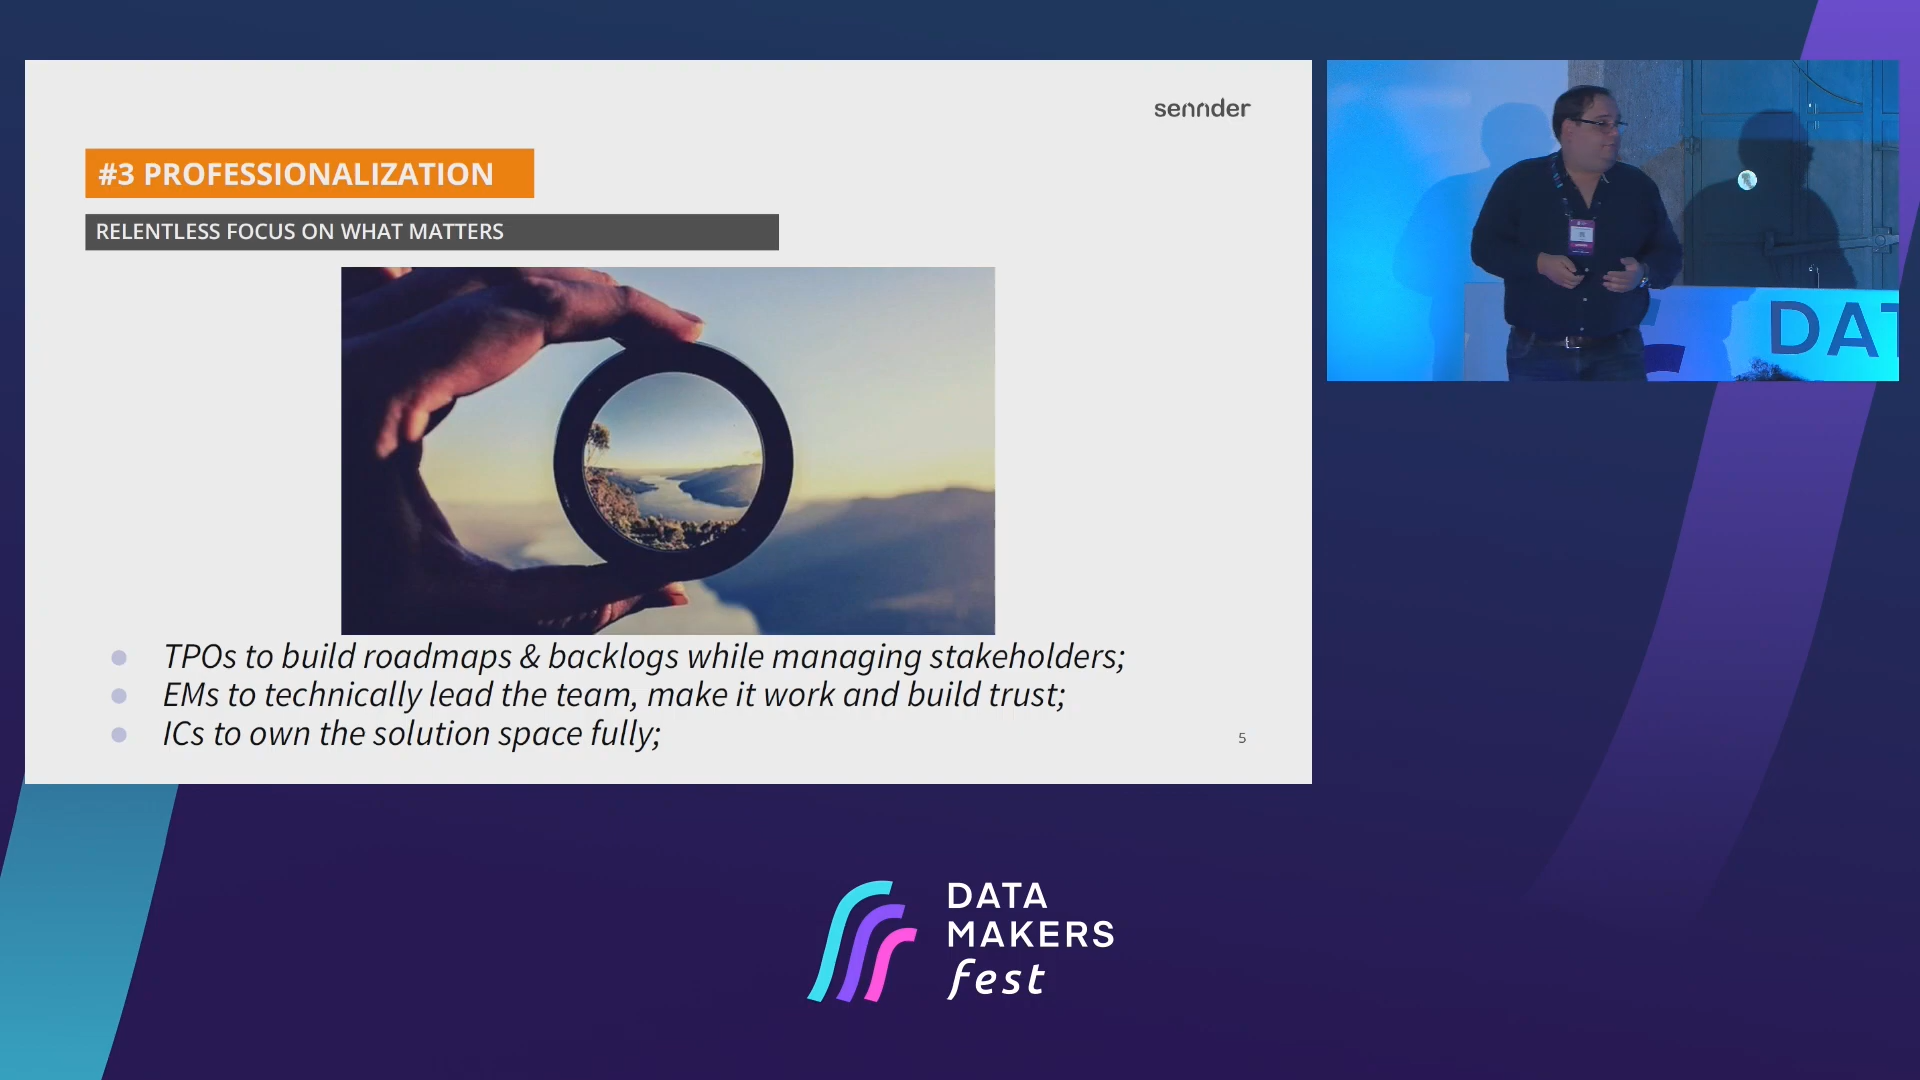 sennder
#3 PROFESSIONALIZATION
RELENTLESS FOCUS ON WHAT MATTERS
TPOs to build roadmaps & backlogs while managing stakeholders;
EMs to technically lead the team, make it work and build trust;
ICs to own the solution space fully;
5
DAT
DATA
MAKERS
fest